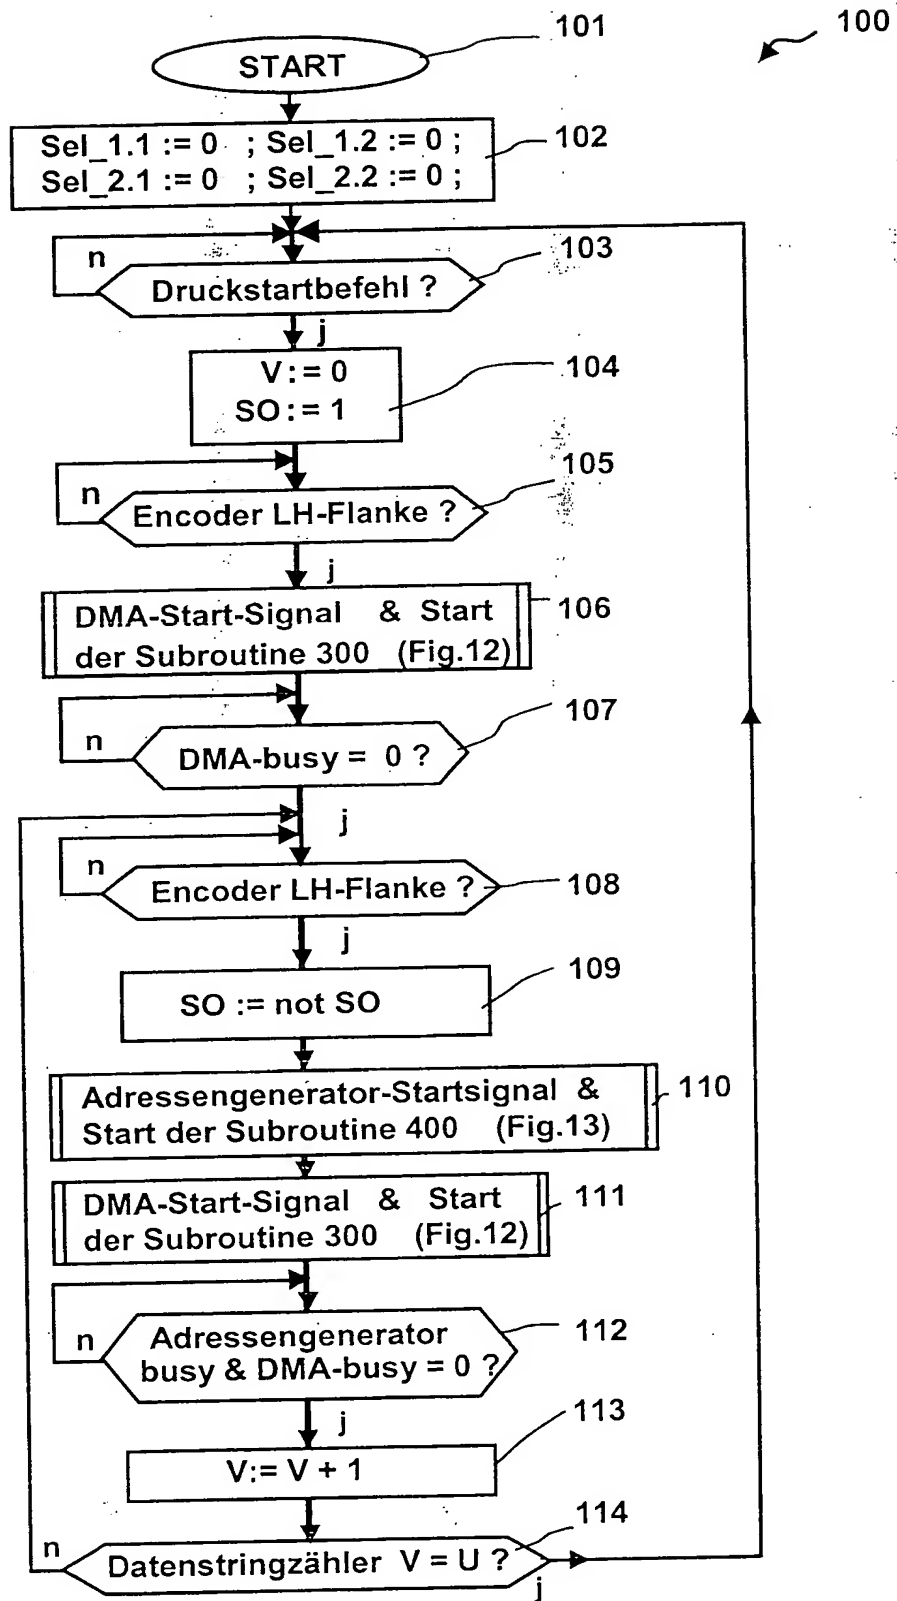 101
100
START
Sel_1.1 := 0 ; Sel_1.2 := 0 ;
Sel_2.1 := 0 ; Sel_2.2 := 0 ;
102
n
103
Druckstartbefehl ?
j
V := 0
SO := 1
104
n
105
Encoder LH-Flanke ?
j
DMA-Start-Signal & Start
der Subroutine 300 (Fig.12)
106
n
107
DMA-busy = 0 ?
j
n
Encoder LH-Flanke ?
108
j
SO := not SO
109
Adressengenerator-Startsignal &
Start der Subroutine 400 (Fig.13)
110
DMA-Start-Signal & Start
der Subroutine 300 (Fig.12)
111
n
Adressengenerator
busy & DMA-busy = 0 ?
112
j
V:= V + 1
113
n
Datenstringzähler V = U ?
114
j